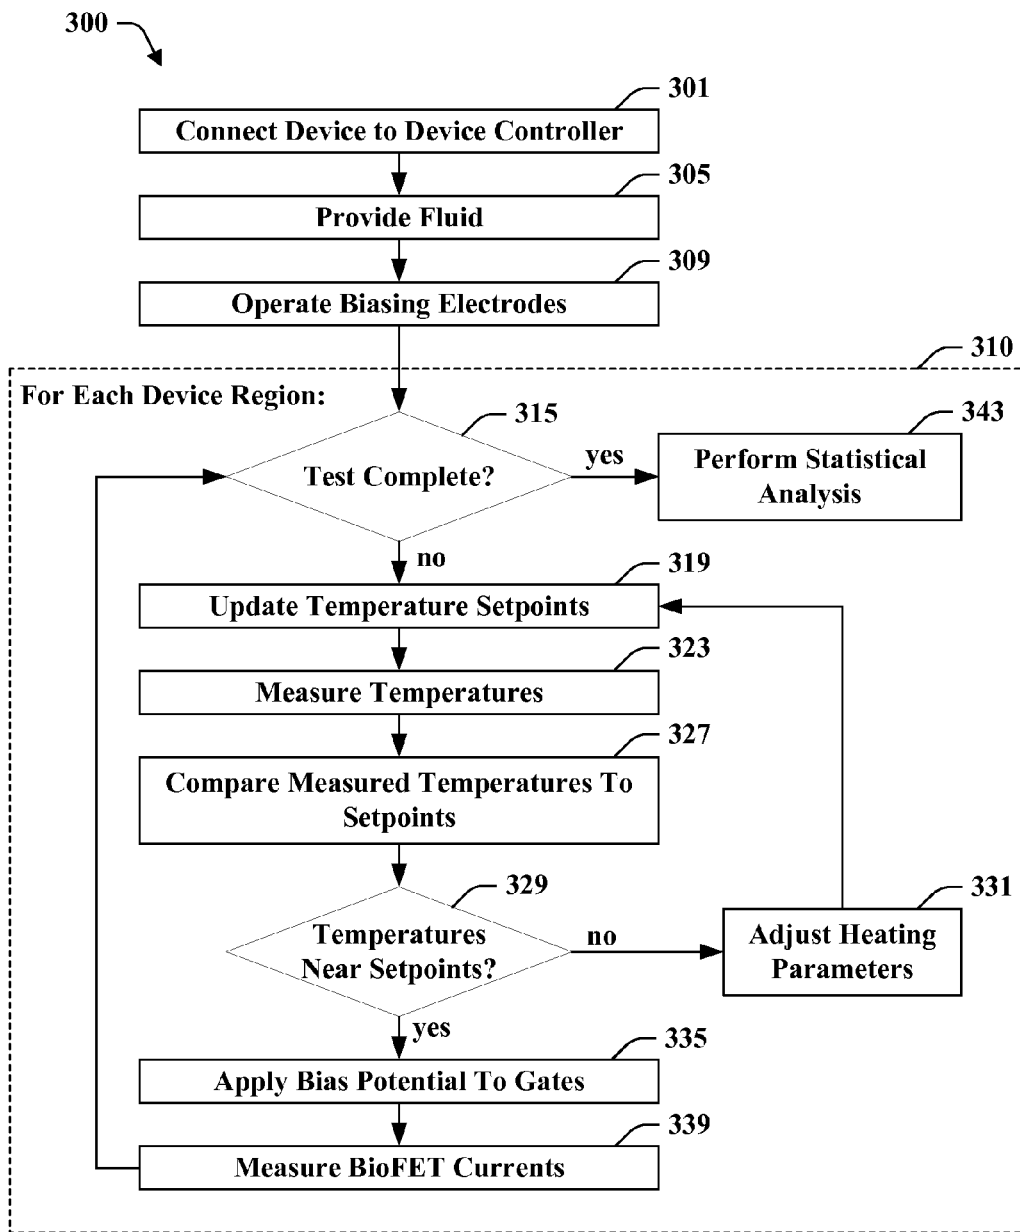 300
301
Connect Device to Device Controller
305
Provide Fluid
309
Operate Biasing Electrodes
310
For Each Device Region:
315
343
Test Complete?
yes
Perform Statistical
Analysis
no
319
Update Temperature Setpoints
323
Measure Temperatures
327
Compare Measured Temperatures To
Setpoints
329
331
Temperatures
Near Setpoints?
no
Adjust Heating
Parameters
yes
335
Apply Bias Potential To Gates
339
Measure BioFET Currents